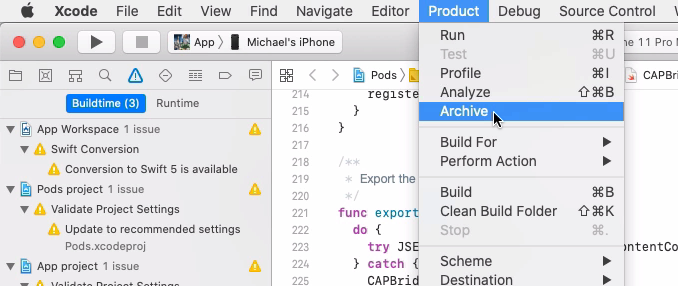 Xcode File Edit View Find Navigate Editor Product Debug Source Control
App Michael's iPhone
Run ⌘R
Test ⌘U
Profile ⌘I
Analyze ⇧⌘B
Archive
Build For
Perform Action
Build ⌘B
Clean Build Folder ⇧⌘K
Stop ⌘.
Scheme
Destination
Buildtime (3) Runtime
App Workspace 1 issue
Swift Conversion
Conversion to Swift 5 is available
Pods project 1 issue
Validate Project Settings
Update to recommended settings
Pods.xcodeproj
App project 1 issue
Validate Project Settings
Pods
214 registe
215 }
216 }
217
218 /**
219 * Export the
220 */
221 func export
222 do {
223 try JSE
224 } catch {
225 CAPBrid
ne 11 Pro M
CAPBri
ontentCo